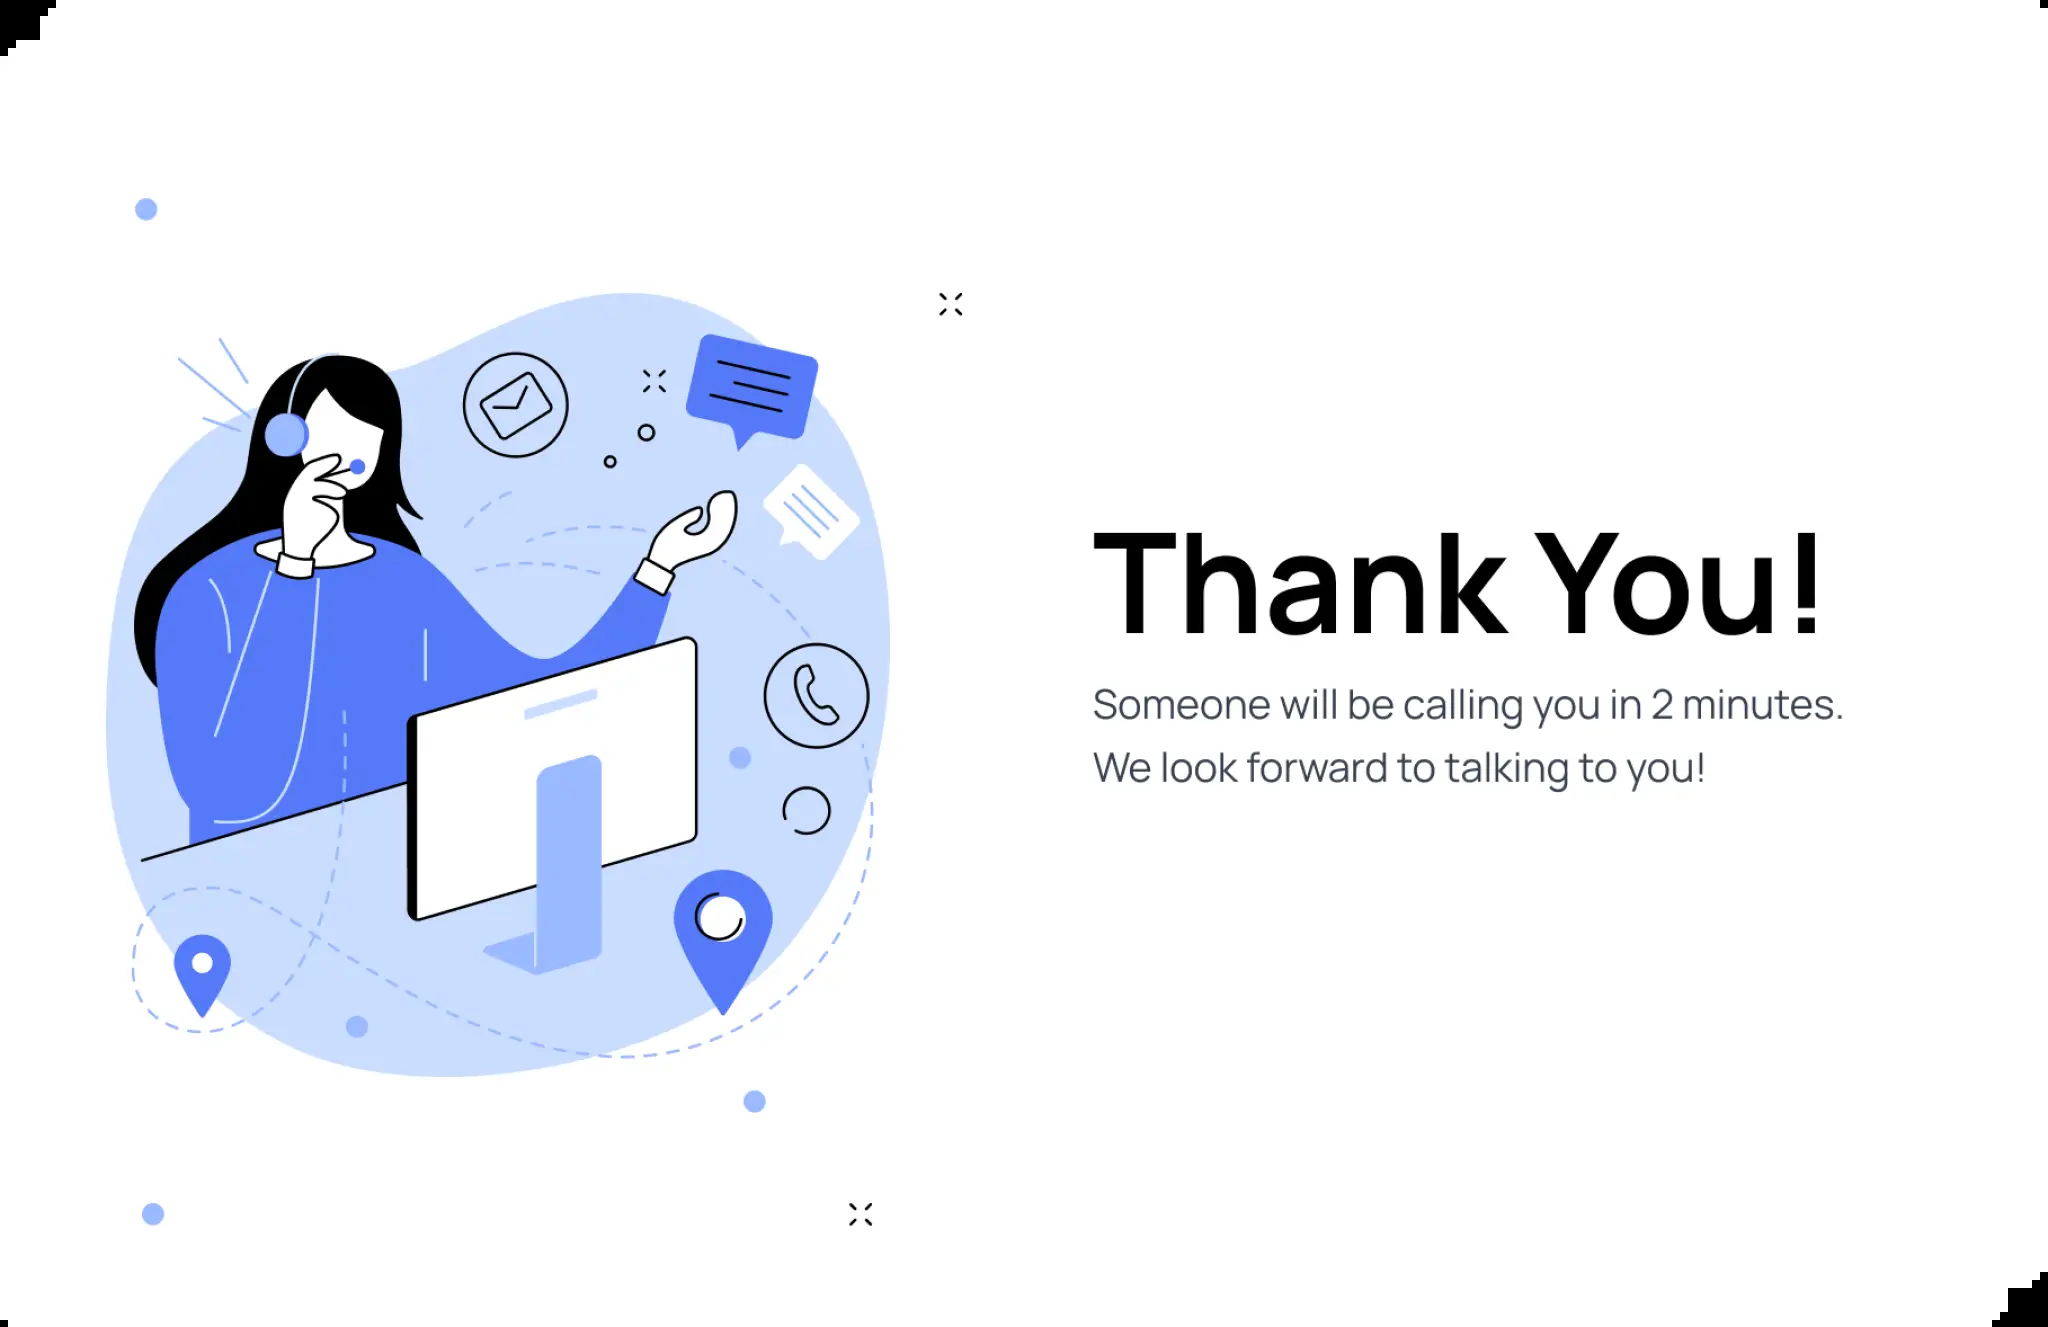 Thank You!
Someone will be calling you in 2 minutes.
We look forward to talking to you!